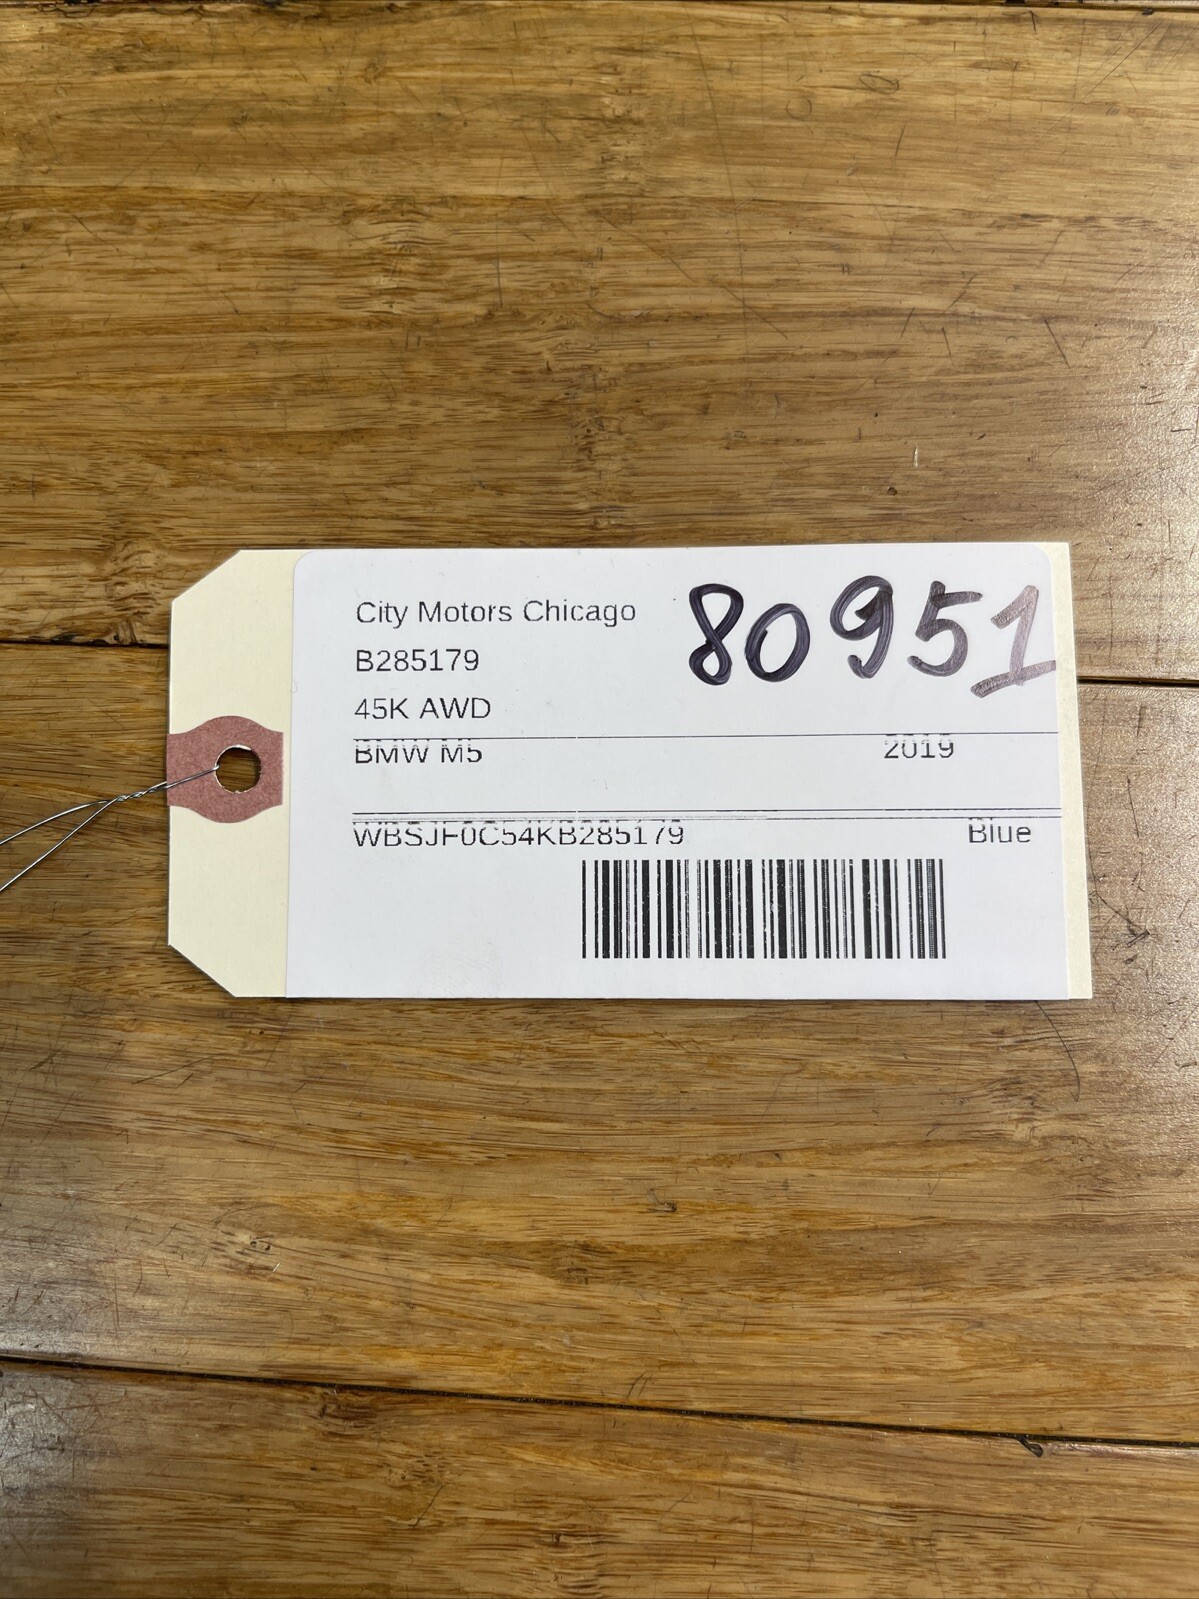 City Motors Chicago 80951
B285179
45K AWD
BMW M5 2019
WBSJF0C54KB285179 Blue